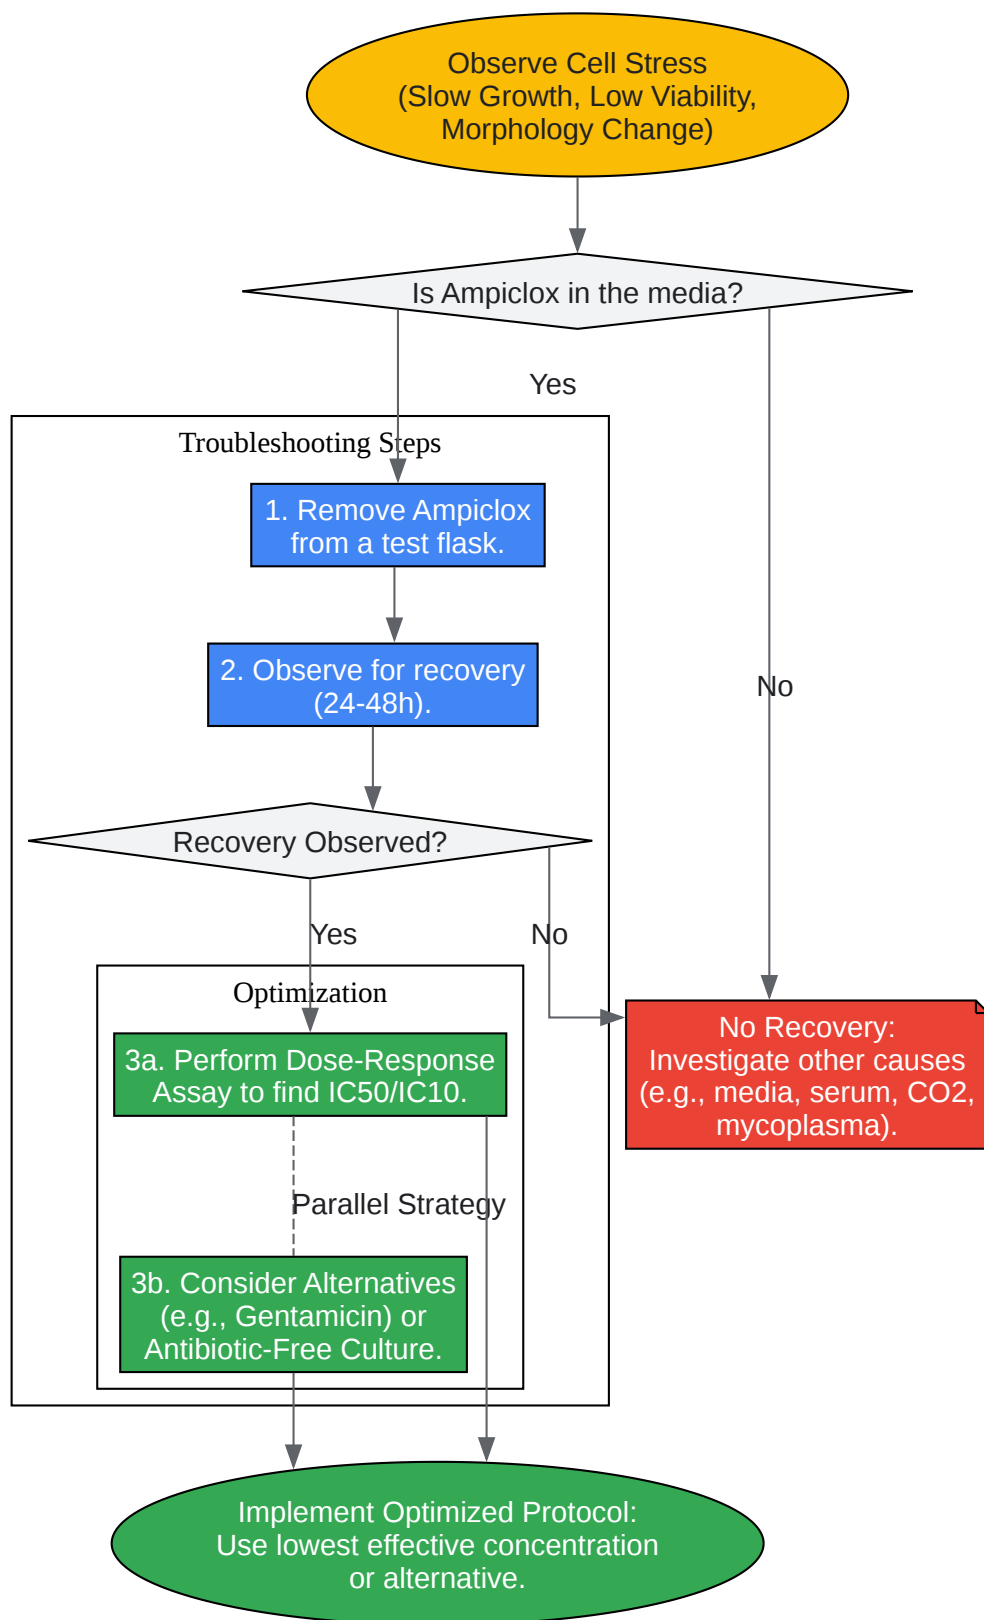 Observe Cell Stress
(Slow Growth, Low Viability,
Morphology Change)
Is Ampiclox in the media?
Yes
Troubleshooting Steps
1. Remove Ampiclox
from a test flask.
2. Observe for recovery
(24-48h).
No
Recovery Observed?
Yes
No
Optimization
3a. Perform Dose-Response
Assay to find IC50/IC10.
No Recovery:
Investigate other causes
(e.g., media, serum, CO2,
mycoplasma).
Parallel Strategy
3b. Consider Alternatives
(e.g., Gentamicin) or
Antibiotic-Free Culture.
Implement Optimized Protocol:
Use lowest effective concentration
or alternative.